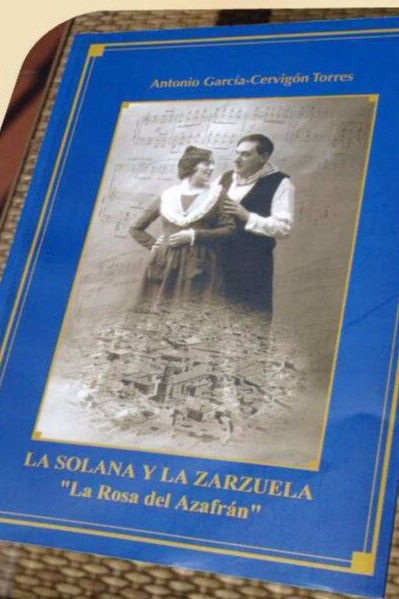 Antonio García-Cervigón Torres
LA SOLANA Y LA ZARZUELA
"La Rosa del Azafrán"